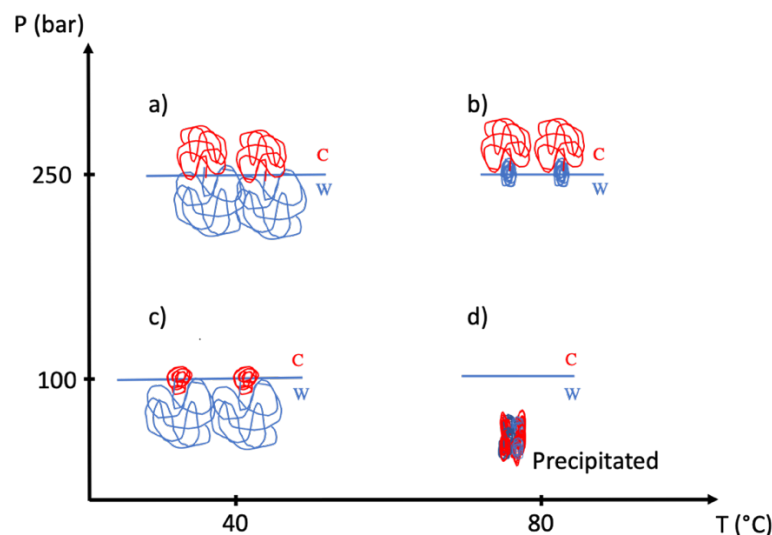 P (bar)
a)
b)
C
C
250
W
W
c)
d)
C
C
100
W
W
Precipitated
40
80
T (°C)